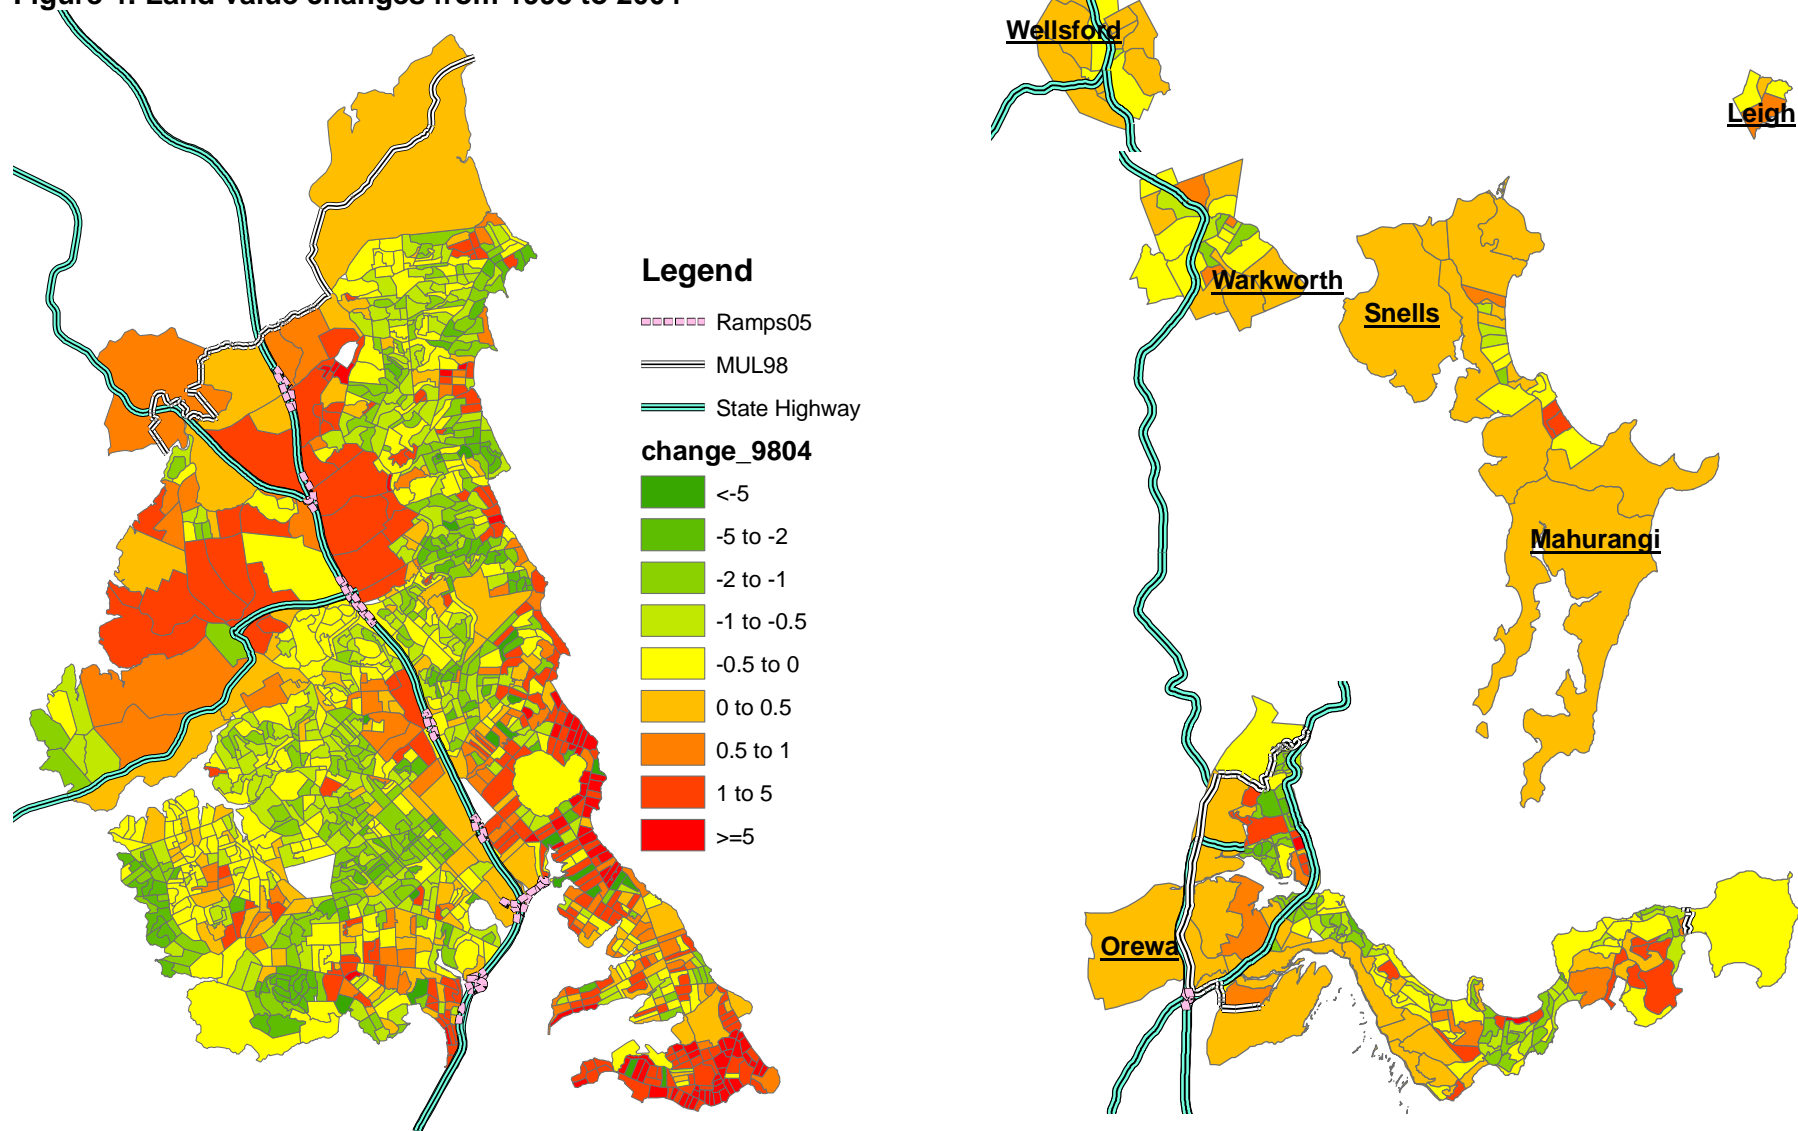 Legend
Ramps05
MUL98
State Highway
change_9804
<-5
-5 to -2
-2 to -1
-1 to -0.5
-0.5 to 0
0 to 0.5
0.5 to 1
1 to 5
>=5
Wellsford
Leigh
Warkworth
Snells
Mahurangi
Orewa